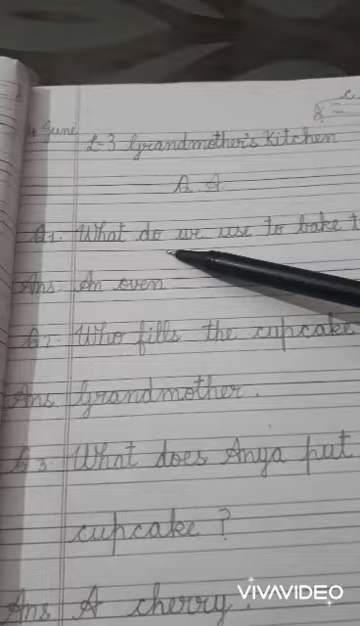 4 June
L-3 Grandmother's Kitchen
Q.A.
Q1. What do we use to bake
Ans An oven
Q2. Who fills the cupcake
Ans Grandmother.
Q3. What does Anya put
cupcake ?
Ans A cherry.
VIVAVIDEO